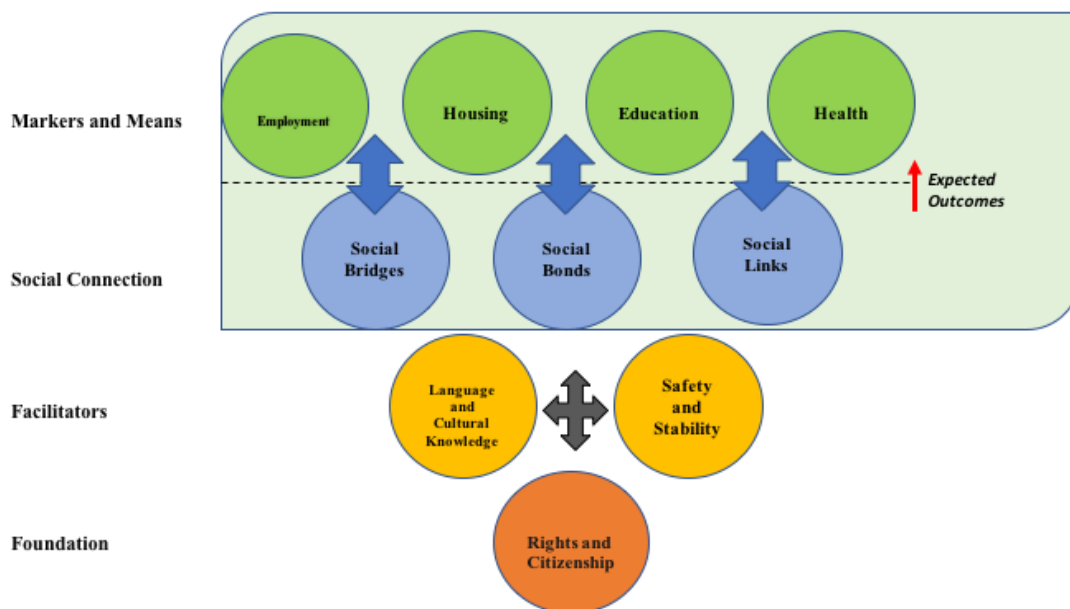 Markers and Means
Employment
Housing
Education
Health
Expected
Outcomes
Social Connection
Social
Bridges
Social
Bonds
Social
Links
Facilitators
Language
and
Cultural
Knowledge
Safety
and
Stability
Foundation
Rights and
Citizenship